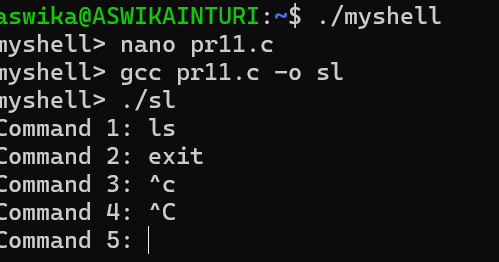 aswika@ASWIKAINTURI:~$ ./myshell
myshell> nano pr11.c
myshell> gcc pr11.c -o sl
myshell> ./sl
Command 1: ls
Command 2: exit
Command 3: ^c
Command 4: ^C
Command 5: